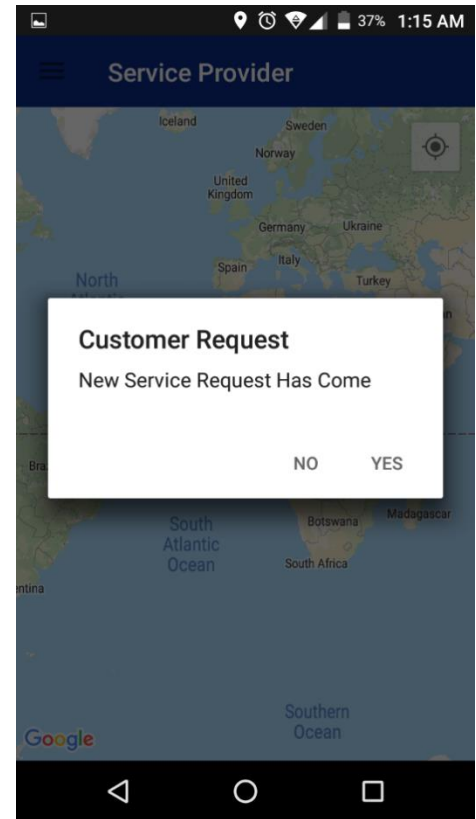 37% 1:15 AM
Service Provider
Iceland
Sweden
Norway
United
Kingdom
Germany
Ukraine
Spain
Italy
Turkey
North
Customer Request
New Service Request Has Come
NO YES
South
Atlantic
Ocean
Botswana
Madagascar
South Africa
Southern
Ocean
Google